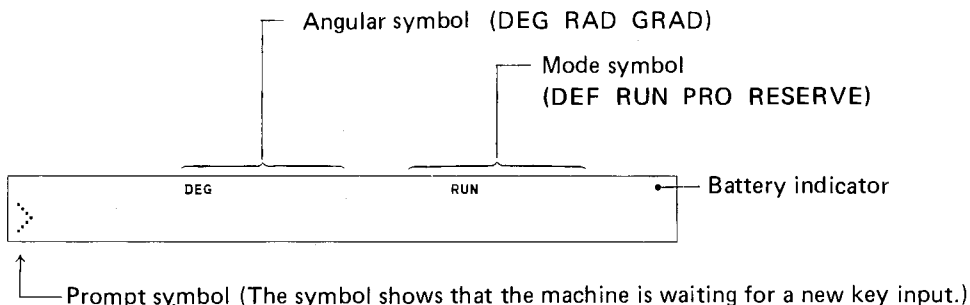 Angular symbol (DEG RAD GRAD)
Mode symbol
(DEF RUN PRO RESERVE)
DEG RUN
Battery indicator
Prompt symbol (The symbol shows that the machine is waiting for a new key input.)